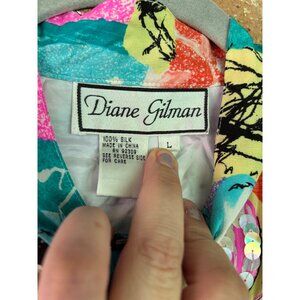 Diane Gilman
100% SILK
MADE IN CHINA
RN 92309
SEE REVERSE SIDE
FOR CARE
L